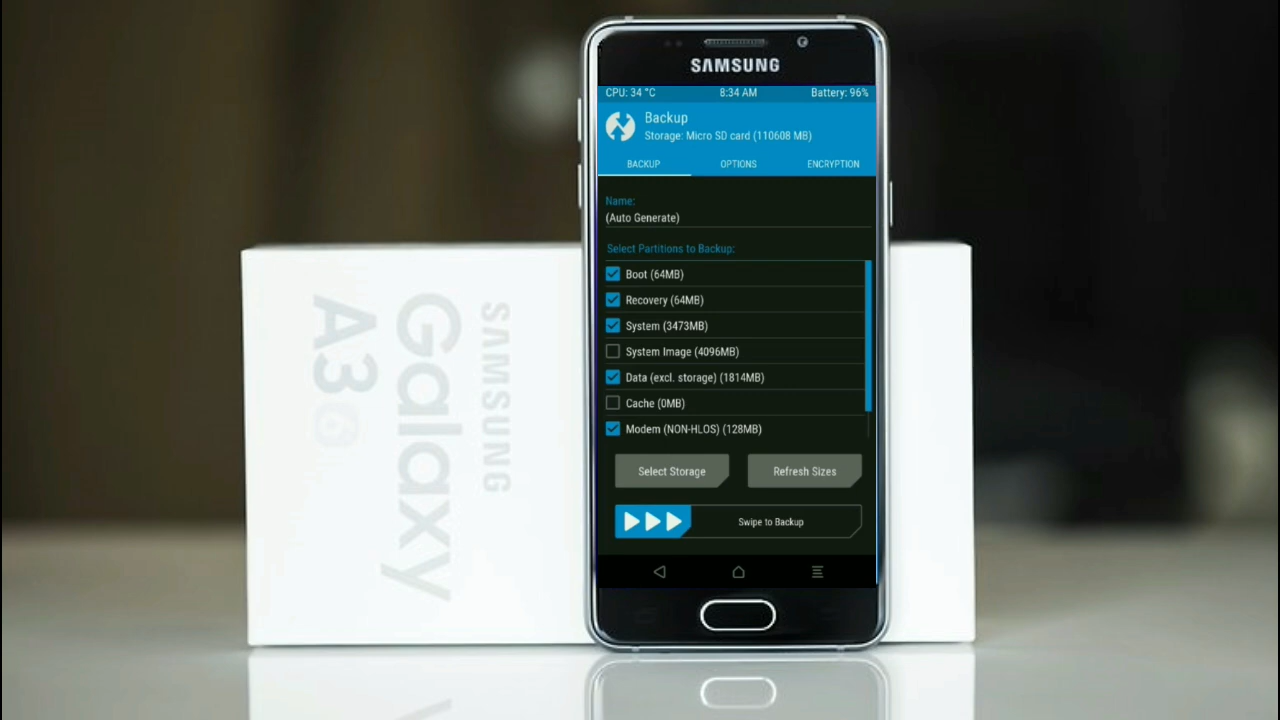 SAMSUNG
CPU: 34 °C 8:34 AM Battery: 96%
Backup
Storage: Micro SD card (110608 MB)
BACKUP OPTIONS ENCRYPTION
Name:
(Auto Generate)
Select Partitions to Backup:
Boot (64MB)
Recovery (64MB)
System (3473MB)
System Image (4096MB)
Data (excl. storage) (1814MB)
Cache (0MB)
Modem (NON-HLOS) (128MB)
Select Storage Refresh Sizes
Swipe to Backup
SAMSUNG
Galaxy
A3